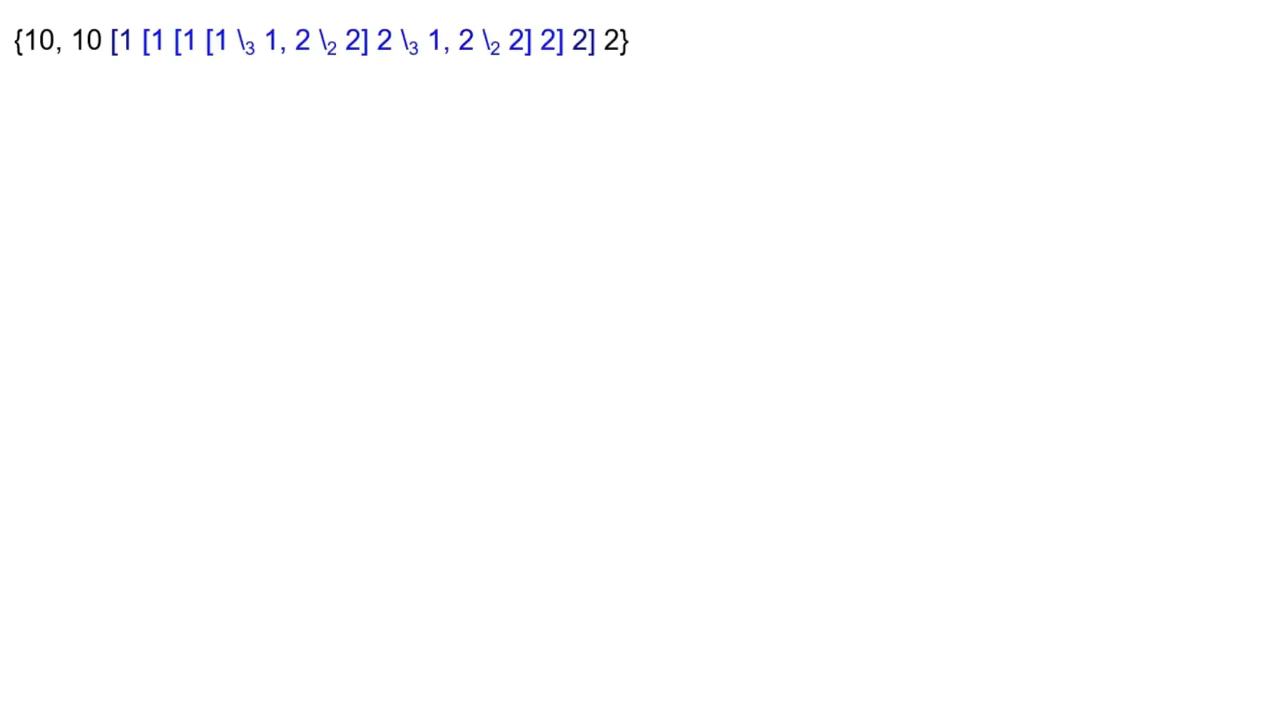 {10, 10 [1 [1 [1 [1 \₃ 1, 2 \₂ 2] 2 \₃ 1, 2 \₂ 2] 2] 2] 2}